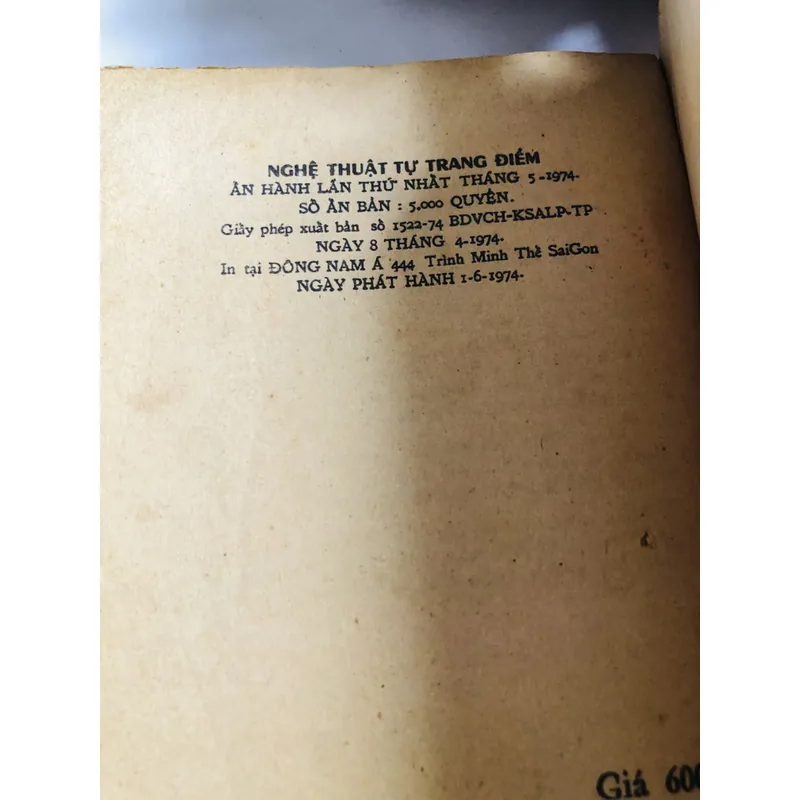 NGHỆ THUẬT TỰ TRANG ĐIỂM
ẤN HÀNH LẦN THỨ NHẤT THÁNG 5-1974.
SỐ ẤN BẢN : 5.000 QUYỂN.
Giấy phép xuất bản số 1522-74 BDVCH-KSALP-TP
NGÀY 8 THÁNG 4-1974.
In tại ĐÔNG NAM Á 444 Trình Minh Thế SaiGon
NGÀY PHÁT HÀNH 1-6-1974.
Giá 600